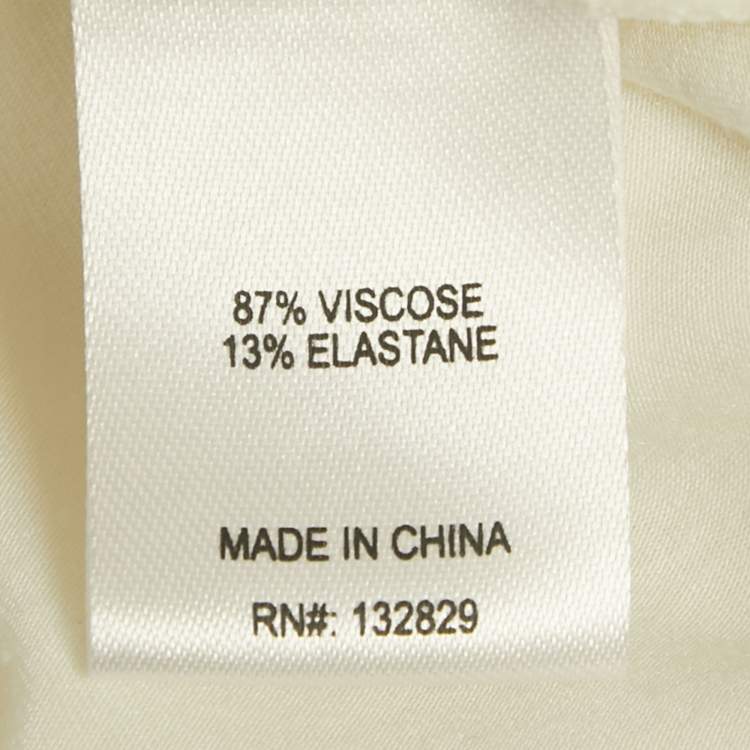 87% VISCOSE
13% ELASTANE
MADE IN CHINA
RN#: 132829